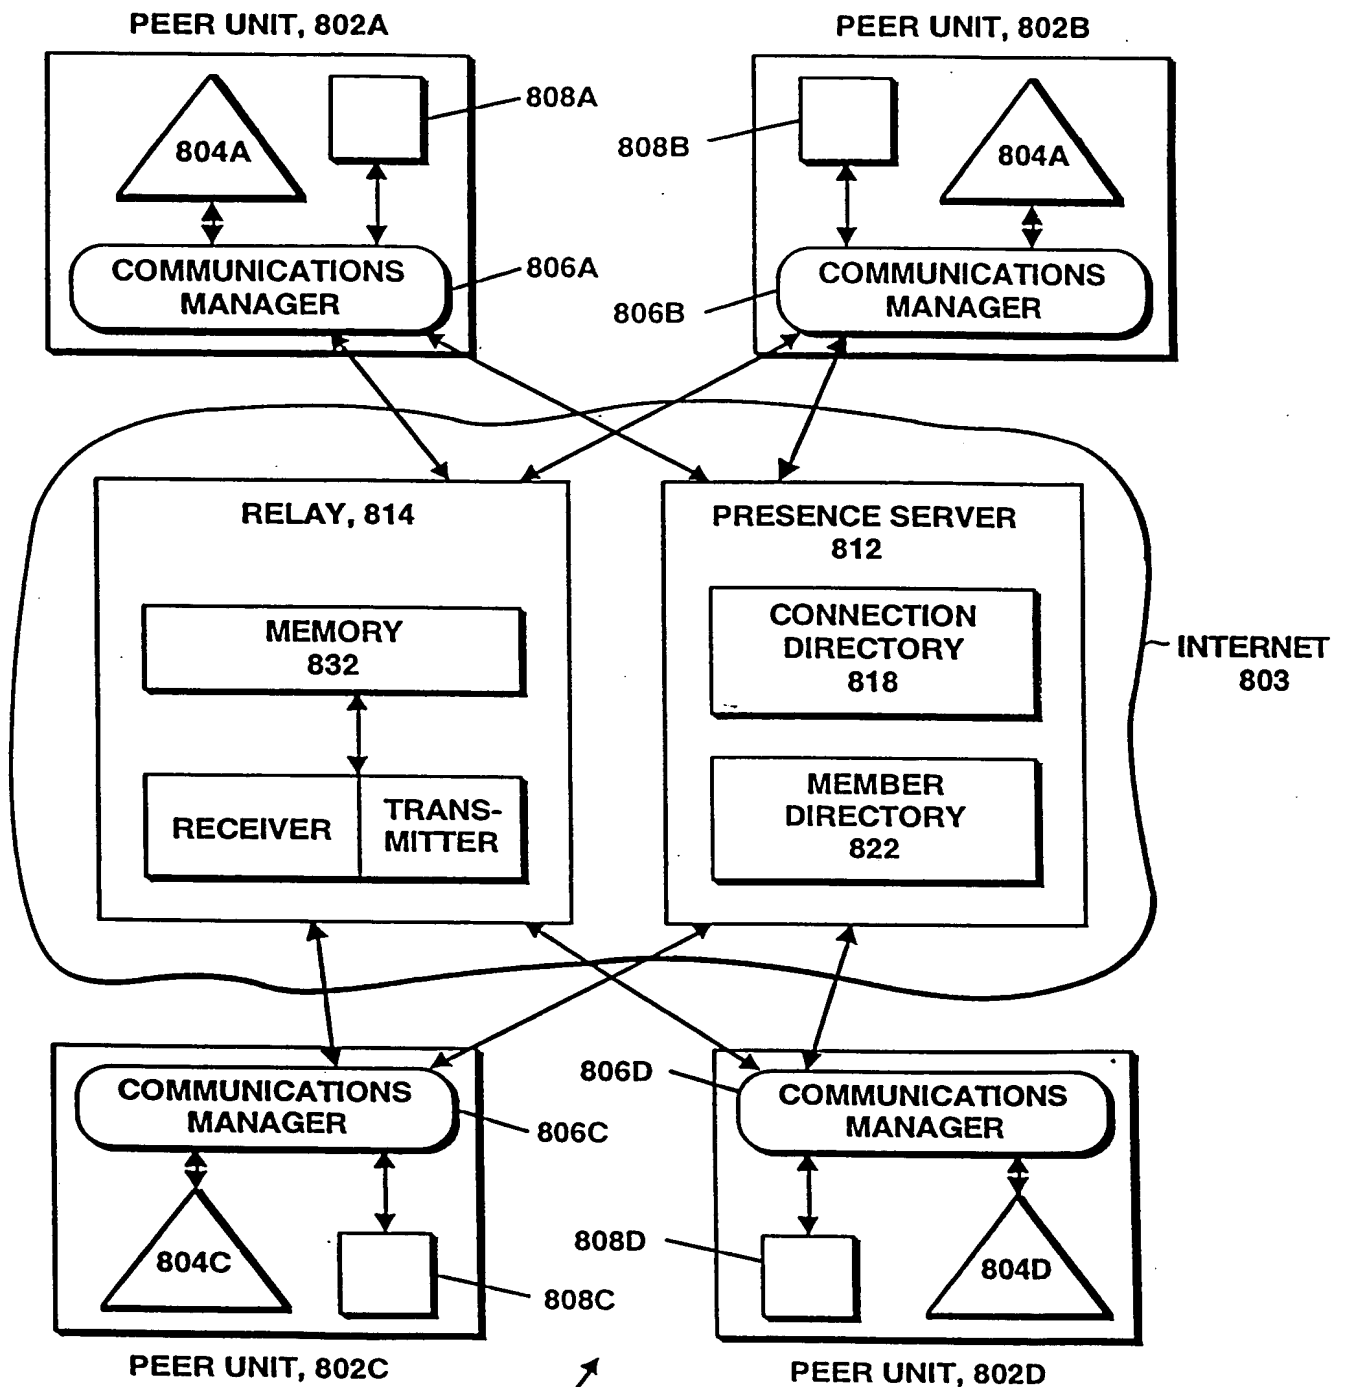 PEER UNIT, 802A
PEER UNIT, 802B
808A
804A
808B
804A
COMMUNICATIONS
MANAGER
806A
COMMUNICATIONS
MANAGER
806B
RELAY, 814
PRESENCE SERVER
812
MEMORY
832
CONNECTION
DIRECTORY
818
INTERNET
803
RECEIVER
TRANS-
MITTER
MEMBER
DIRECTORY
822
COMMUNICATIONS
MANAGER
806C
806D
COMMUNICATIONS
MANAGER
804C
808C
808D
804D
PEER UNIT, 802C
PEER UNIT, 802D